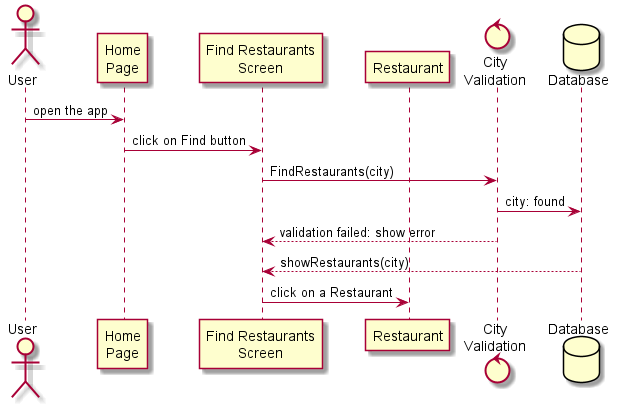 User
Home
Page
Find Restaurants
Screen
Restaurant
City
Validation
Database
open the app
click on Find button
FindRestaurants(city)
city: found
validation failed: show error
showRestaurants(city)
click on a Restaurant
User
Home
Page
Find Restaurants
Screen
Restaurant
City
Validation
Database